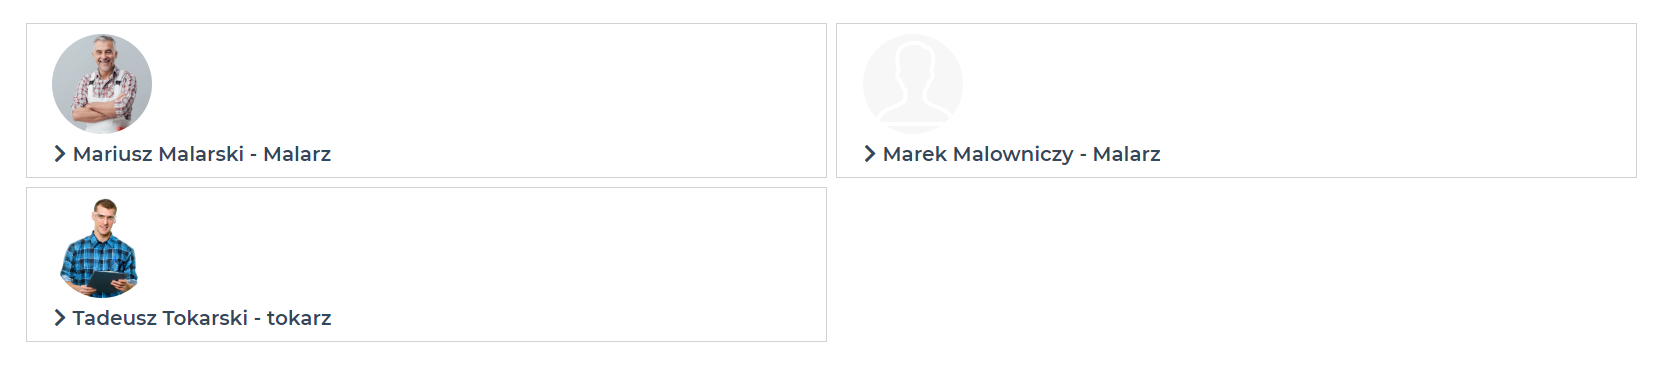 Mariusz Malarski - Malarz
Marek Malowniczy - Malarz
Tadeusz Tokarski - tokarz